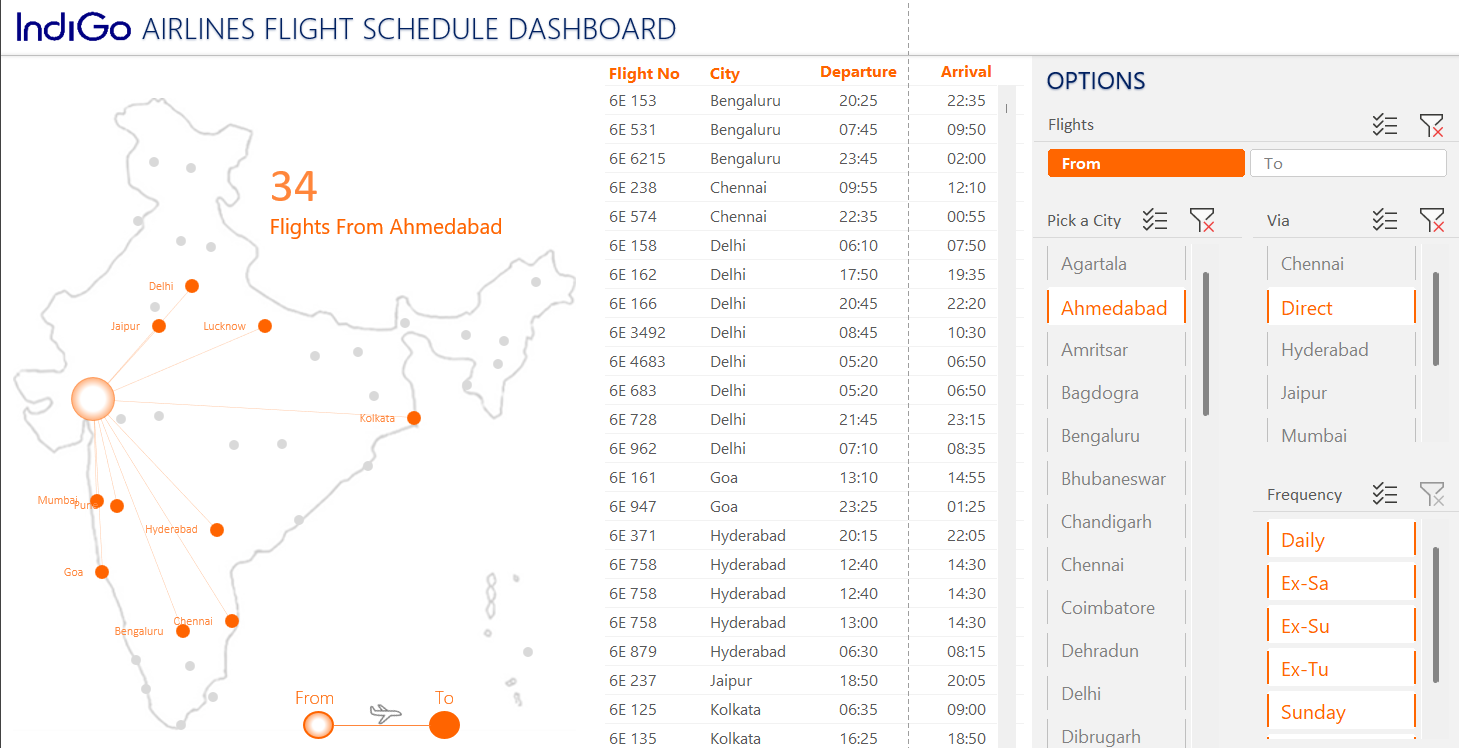 IndiGo AIRLINES FLIGHT SCHEDULE DASHBOARD
34
Flights From Ahmedabad
Delhi
Jaipur
Lucknow
Kolkata
Mumbai
Pune
Hyderabad
Goa
Chennai
Bengaluru
From
To
Flight No City Departure Arrival
6E 153 Bengaluru 20:25 22:35
6E 531 Bengaluru 07:45 09:50
6E 6215 Bengaluru 23:45 02:00
6E 238 Chennai 09:55 12:10
6E 574 Chennai 22:35 00:55
6E 158 Delhi 06:10 07:50
6E 162 Delhi 17:50 19:35
6E 166 Delhi 20:45 22:20
6E 3492 Delhi 08:45 10:30
6E 4683 Delhi 05:20 06:50
6E 683 Delhi 05:20 06:50
6E 728 Delhi 21:45 23:15
6E 962 Delhi 07:10 08:35
6E 161 Goa 13:10 14:55
6E 947 Goa 23:25 01:25
6E 371 Hyderabad 20:15 22:05
6E 758 Hyderabad 12:40 14:30
6E 758 Hyderabad 12:40 14:30
6E 758 Hyderabad 13:00 14:30
6E 879 Hyderabad 06:30 08:15
6E 237 Jaipur 18:50 20:05
6E 125 Kolkata 06:35 09:00
6E 135 Kolkata 16:25 18:50
OPTIONS
Flights
From
To
Pick a City
Agartala
Ahmedabad
Amritsar
Bagdogra
Bengaluru
Bhubaneswar
Chandigarh
Chennai
Coimbatore
Dehradun
Delhi
Dibrugarh
Via
Chennai
Direct
Hyderabad
Jaipur
Mumbai
Frequency
Daily
Ex-Sa
Ex-Su
Ex-Tu
Sunday